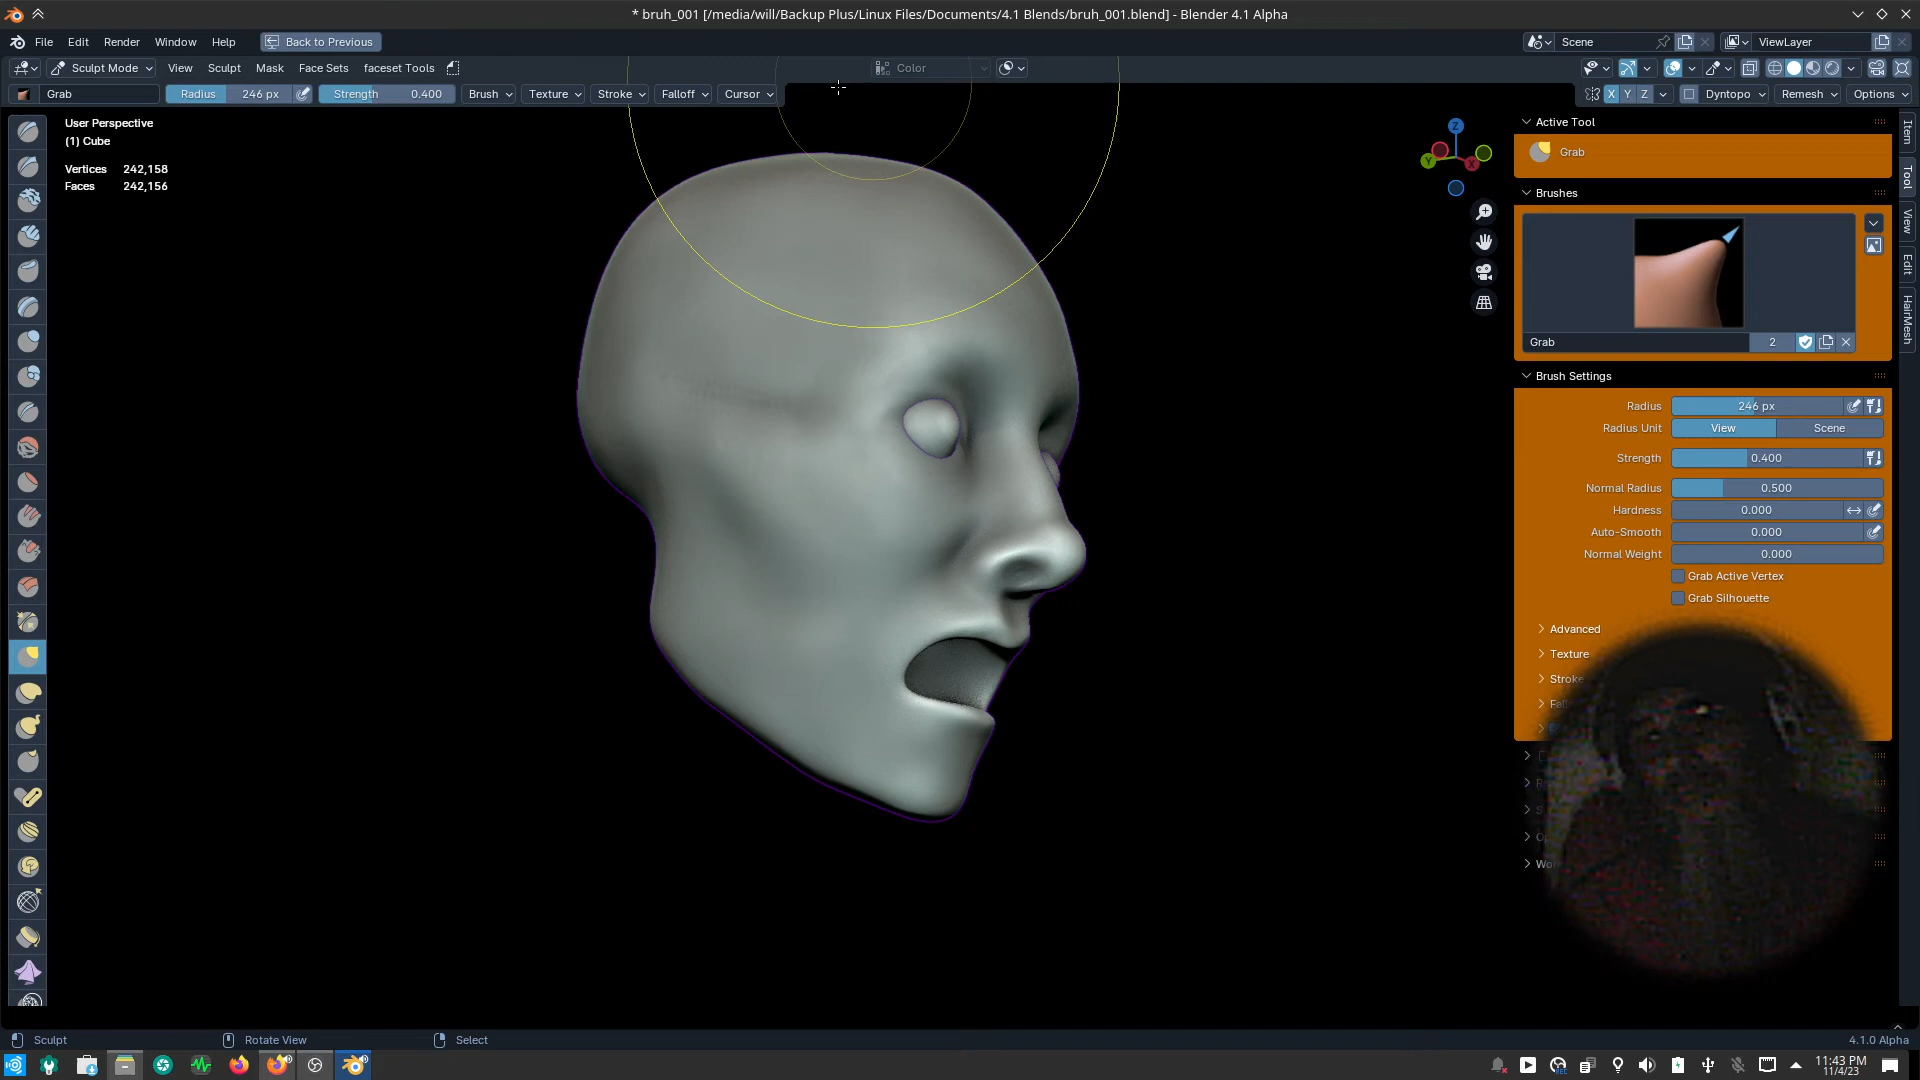 * bruh_001 [/media/will/Backup Plus/Linux Files/Documents/4.1 Blends/bruh_001.blend] - Blender 4.1 Alpha
File Edit Render Window Help Back to Previous Scene ViewLayer
Sculpt Mode View Sculpt Mask Face Sets faceset Tools Color
Grab Radius 246 px Strength 0.400 Brush Texture Stroke Falloff Cursor X Y Z Dyntopo Remesh Options
User Perspective
(1) Cube
Vertices 242,158
Faces 242,156
Z
Y
X
Active Tool
Grab
Brushes
Grab 2
Brush Settings
Radius 246 px
Radius Unit View Scene
Strength 0.400
Normal Radius 0.500
Hardness 0.000
Auto-Smooth 0.000
Normal Weight 0.000
Grab Active Vertex
Grab Silhouette
Advanced
Texture
Stroke
Item
Tool
View
Edit
HairMesh
Sculpt Rotate View Select 4.1.0 Alpha
11:43 PM
11/4/23